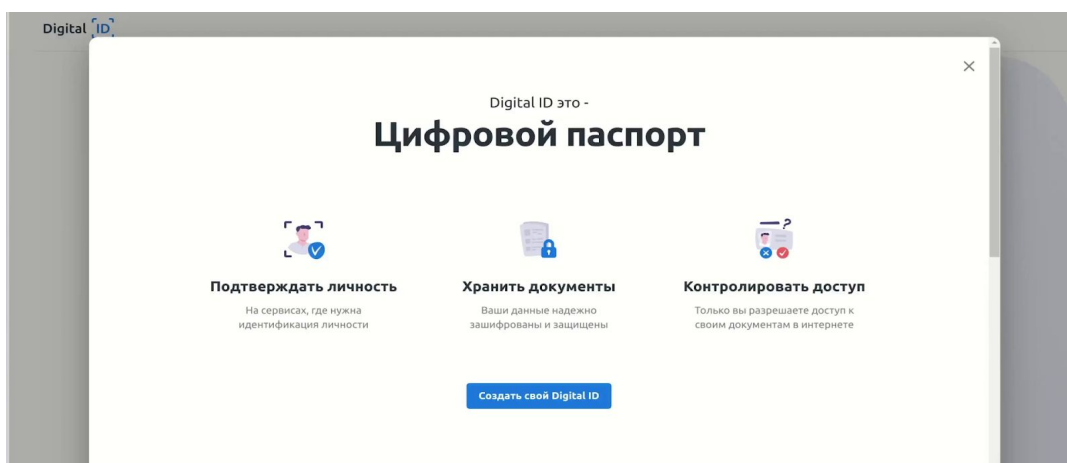 Digital ID
Digital ID это -
Цифровой паспорт
Подтверждать личность
На сервисах, где нужна
идентификация личности
Хранить документы
Ваши данные надежно
зашифрованы и защищены
Контролировать доступ
Только вы разрешаете доступ к
своим документам в интернете
Создать свой Digital ID